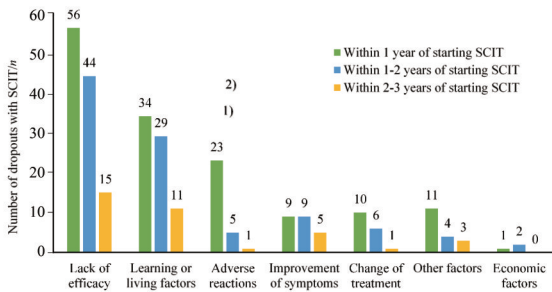 Number of dropouts with SCIT/n
60
50
40
30
20
10
0
56
44
15
34
29
11
23
5
1
9
9
5
10
6
1
11
4
3
1
2
0
2)
1)
Within 1 year of starting SCIT
Within 1-2 years of starting SCIT
Within 2-3 years of starting SCIT
Lack of
efficacy
Learning or
living factors
Adverse
reactions
Improvement
of symptoms
Change of
treatment
Other factors
Economic
factors